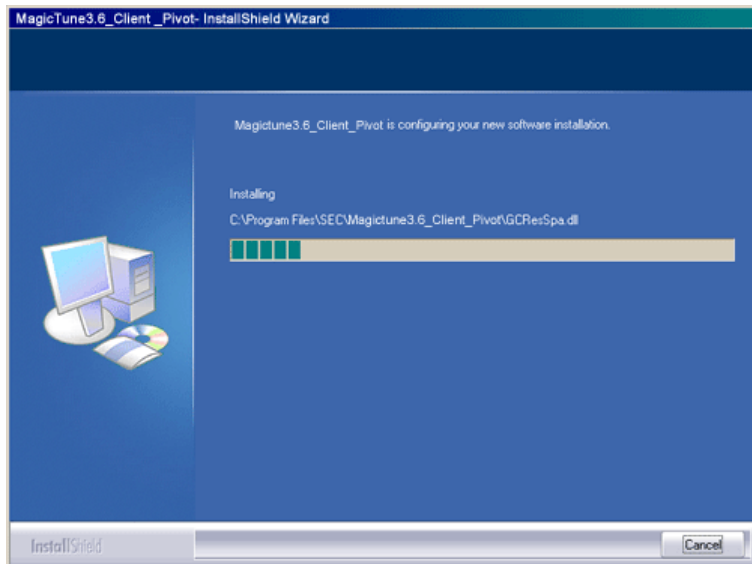 MagicTune3.6_Client _Pivot- InstallShield Wizard
Magictune3.6_Client_Pivot is configuring your new software installation.
Installing
C:\Program Files\SEC\Magictune3.6_Client_Pivot\GCResSpa.dll
InstallShield
Cancel